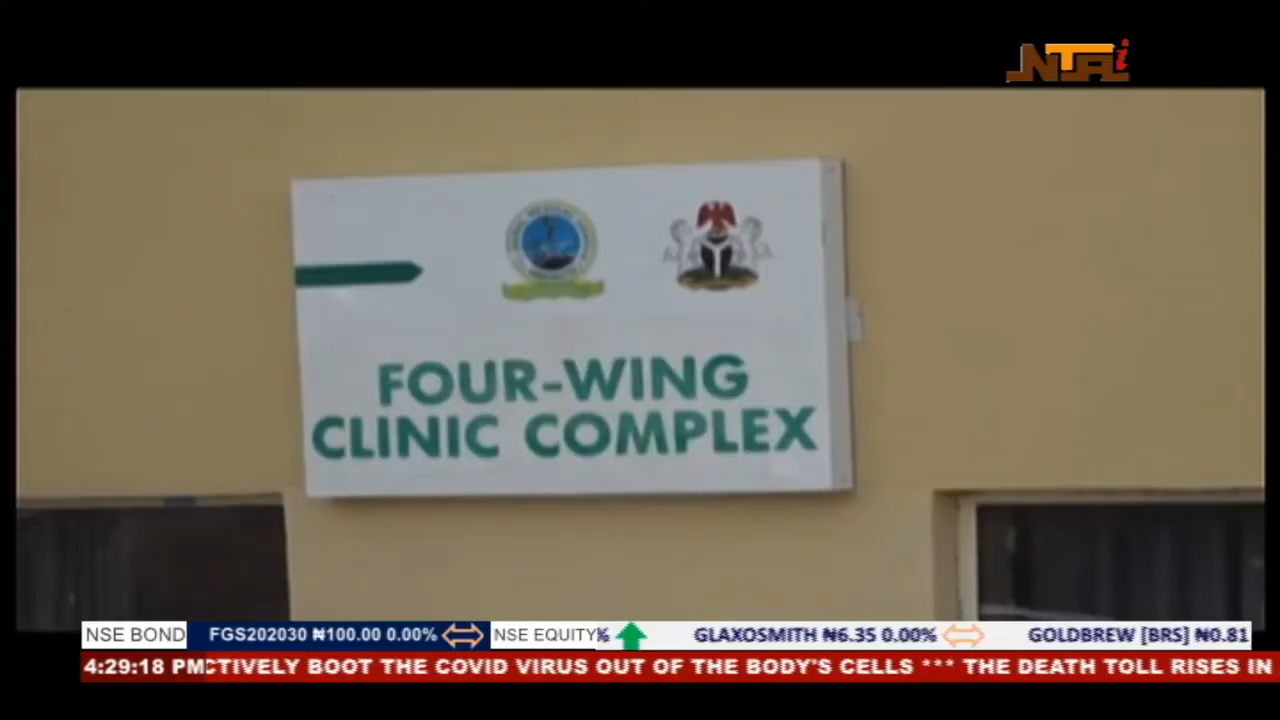 NTAi
FOUR-WING
CLINIC COMPLEX
NSE BOND FGS202030 ₦100.00 0.00% NSE EQUITY % GLAXOSMITH ₦6.35 0.00% GOLDBREW [BRS] ₦0.81
4:29:18 PM CTIVELY BOOT THE COVID VIRUS OUT OF THE BODY'S CELLS *** THE DEATH TOLL RISES IN